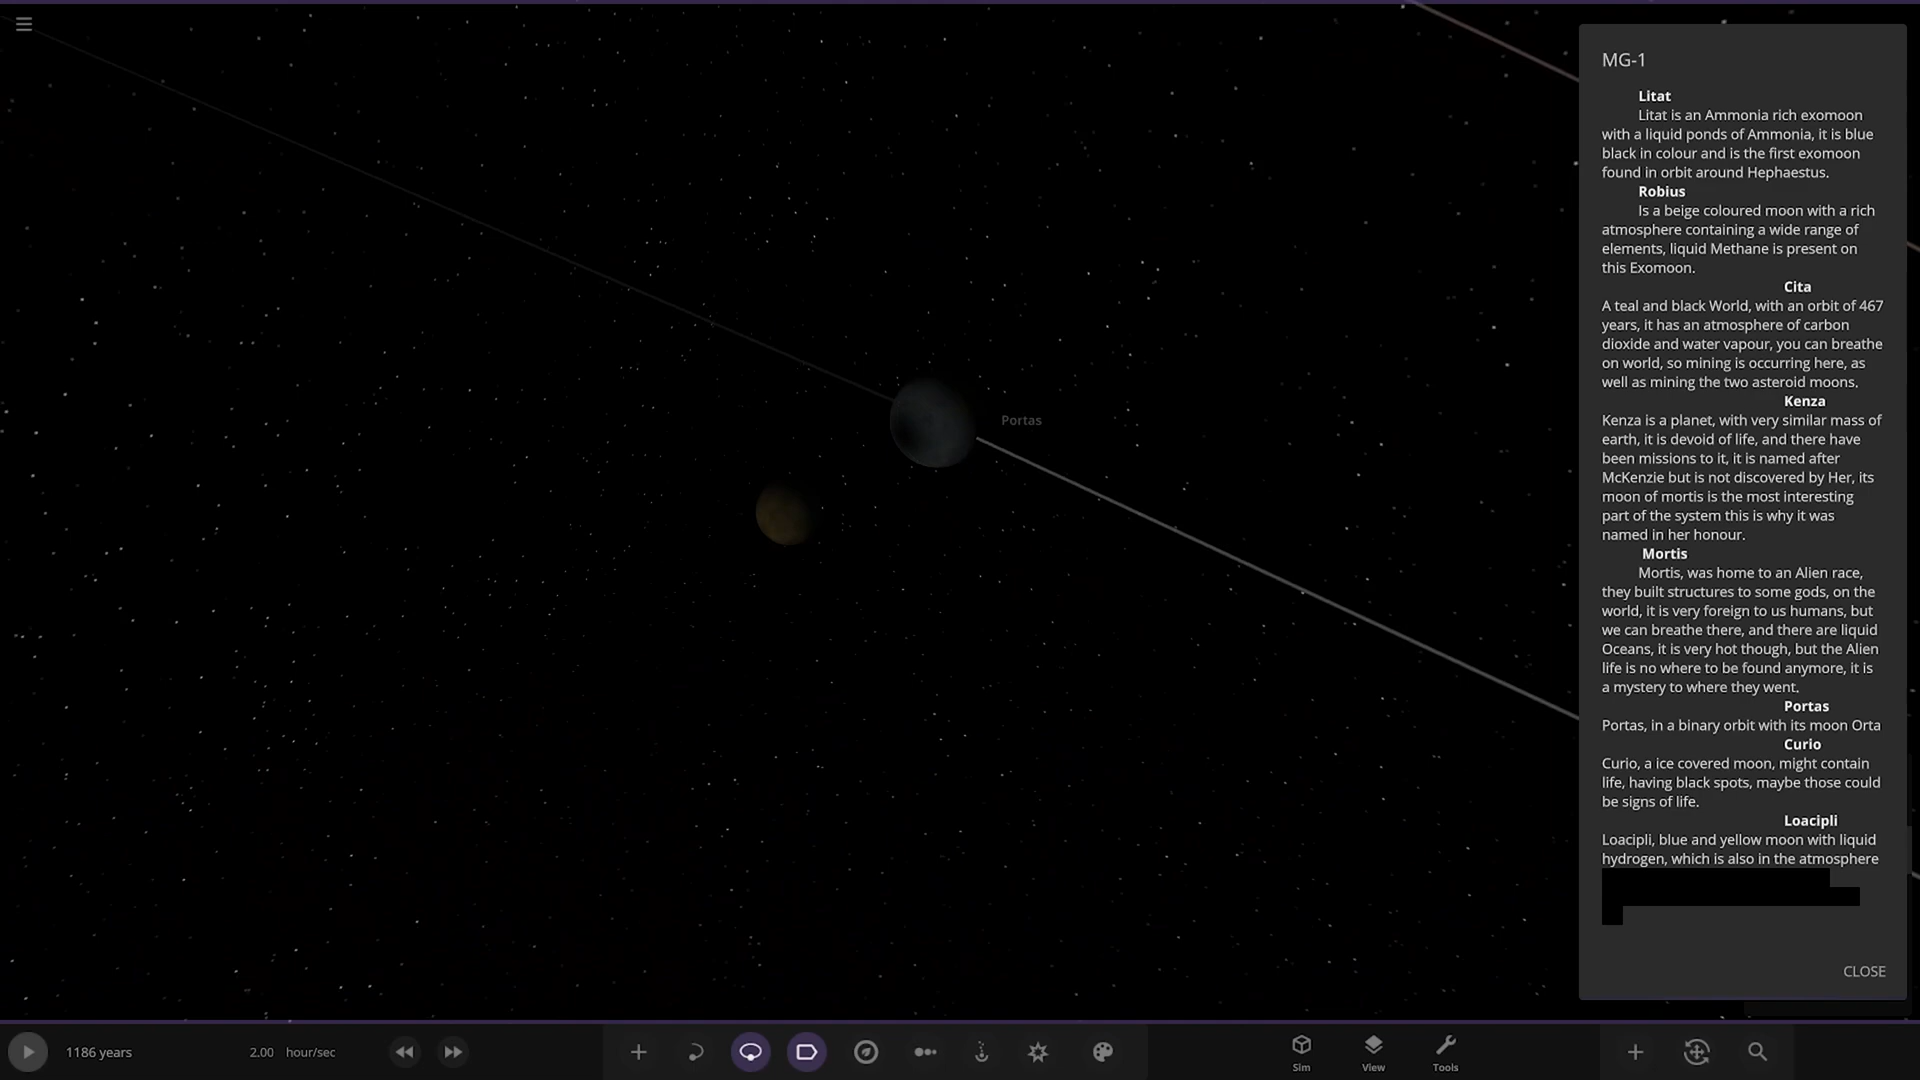 MG-1
Litat
Litat is an Ammonia rich exomoon
with a liquid ponds of Ammonia, it is blue
black in colour and is the first exomoon
found in orbit around Hephaestus.
Robius
Is a beige coloured moon with a rich
atmosphere containing a wide range of
elements, liquid Methane is present on
this Exomoon.
Cita
A teal and black World, with an orbit of 467
years, it has an atmosphere of carbon
dioxide and water vapour, you can breathe
on world, so mining is occurring here, as
well as mining the two asteroid moons.
Kenza
Kenza is a planet, with very similar mass of
earth, it is devoid of life, and there have
been missions to it, it is named after
McKenzie but is not discovered by Her, its
moon of mortis is the most interesting
part of the system this is why it was
named in her honour.
Mortis
Mortis, was home to an Alien race,
they built structures to some gods, on the
world, it is very foreign to us humans, but
we can breathe there, and there are liquid
Oceans, it is very hot though, but the Alien
life is no where to be found anymore, it is
a mystery to where they went.
Portas
Portas, in a binary orbit with its moon Orta
Curio
Curio, a ice covered moon, might contain
life, having black spots, maybe those could
be signs of life.
Loacipli
Loacipli, blue and yellow moon with liquid
hydrogen, which is also in the atmosphere
CLOSE
Portas
1186 years
2.00 hour/sec
Sim
View
Tools